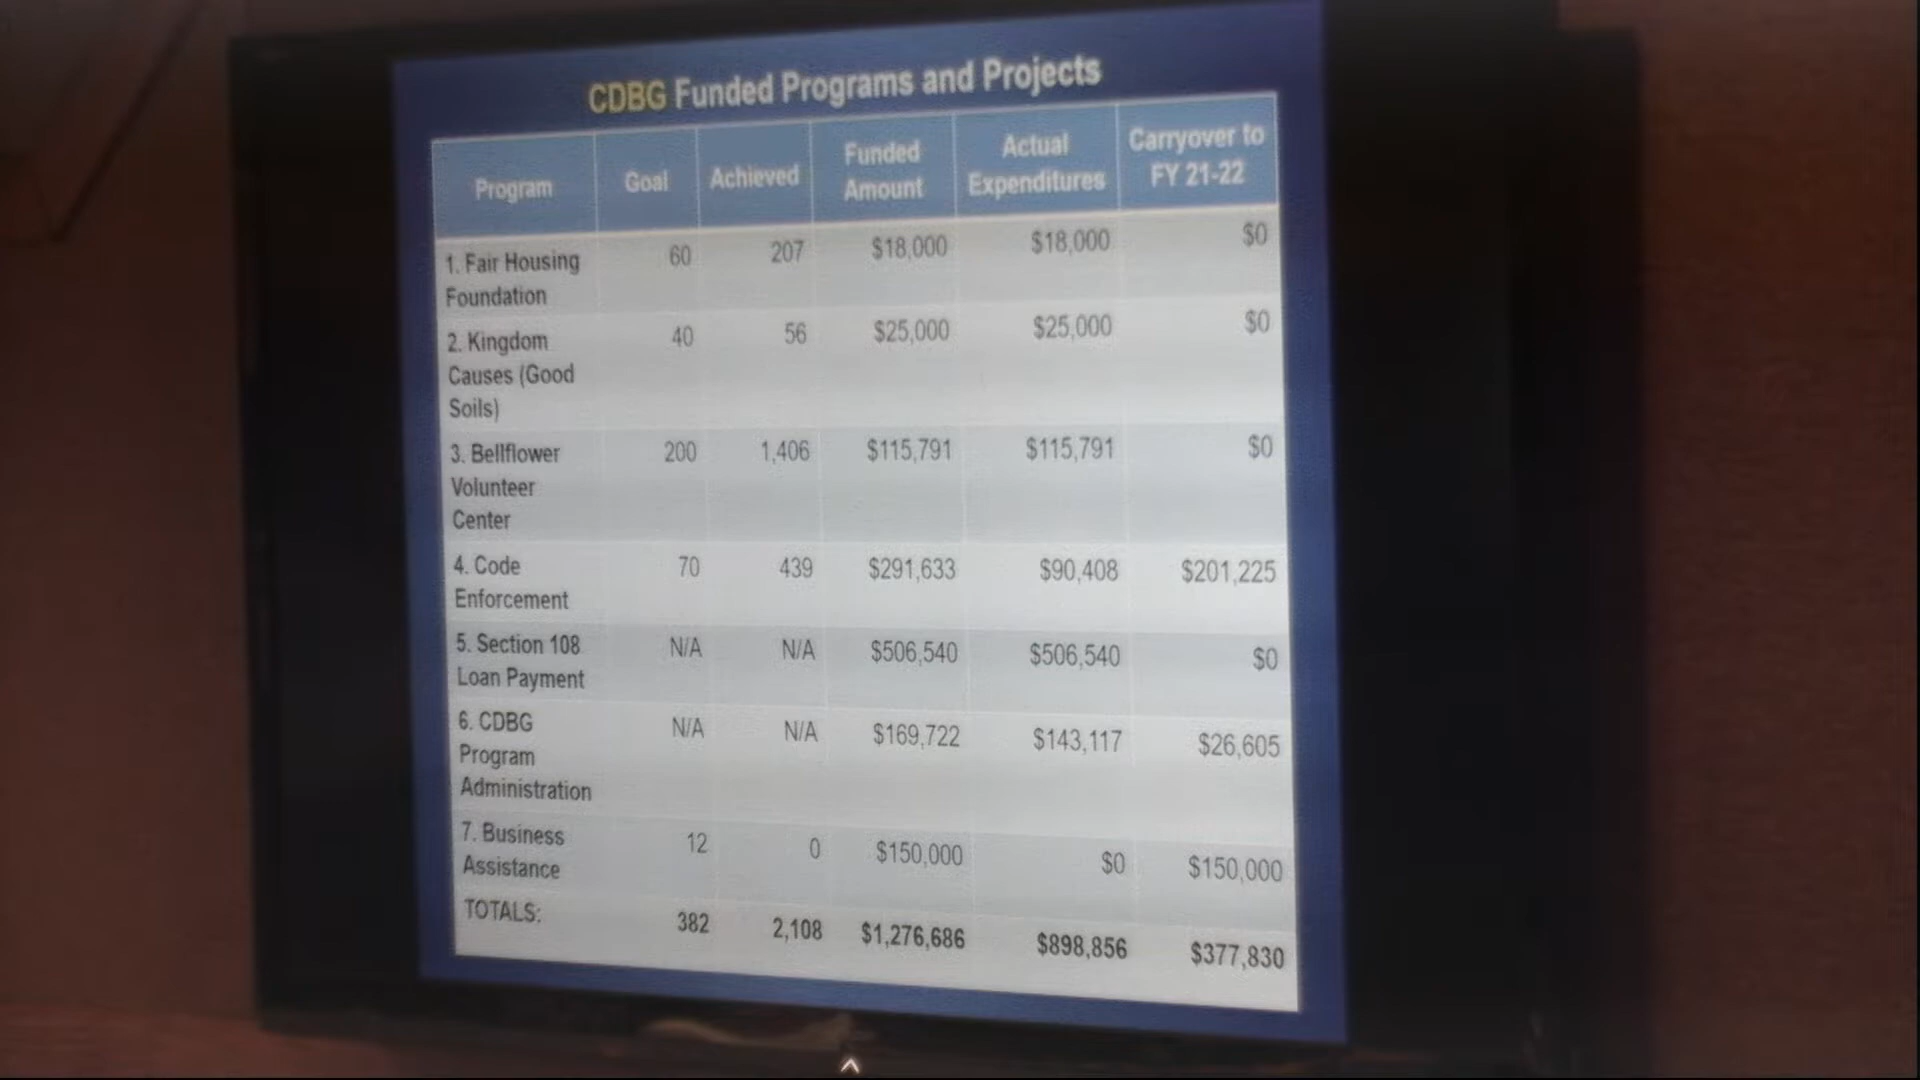 CDBG Funded Programs and Projects
Program Goal Achieved Funded Amount Actual Expenditures Carryover to FY 21-22
1. Fair Housing Foundation 60 207 $18,000 $18,000 $0
2. Kingdom Causes (Good Soils) 40 56 $25,000 $25,000 $0
3. Bellflower Volunteer Center 200 1,406 $115,791 $115,791 $0
4. Code Enforcement 70 439 $291,633 $90,408 $201,225
5. Section 108 Loan Payment N/A N/A $506,540 $506,540 $0
6. CDBG Program Administration N/A N/A $169,722 $143,117 $26,605
7. Business Assistance 12 0 $150,000 $0 $150,000
TOTALS: 382 2,108 $1,276,686 $898,856 $377,830